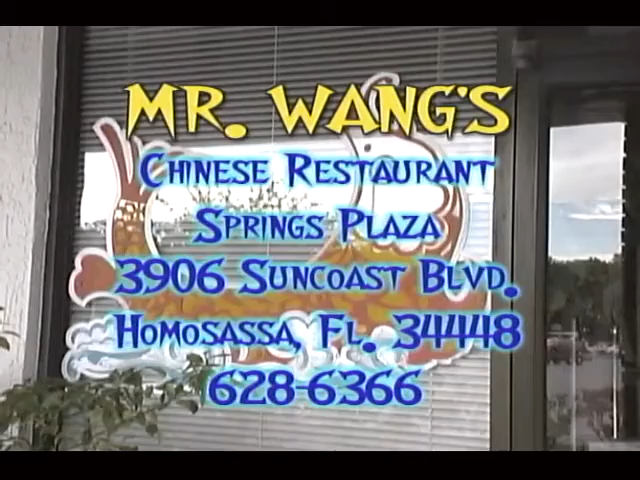 MR. WANG'S
CHINESE RESTAURANT
SPRINGS PLAZA
3906 SUNCOAST BLVD.
HOMOSASSA, FL. 34448
628-6366